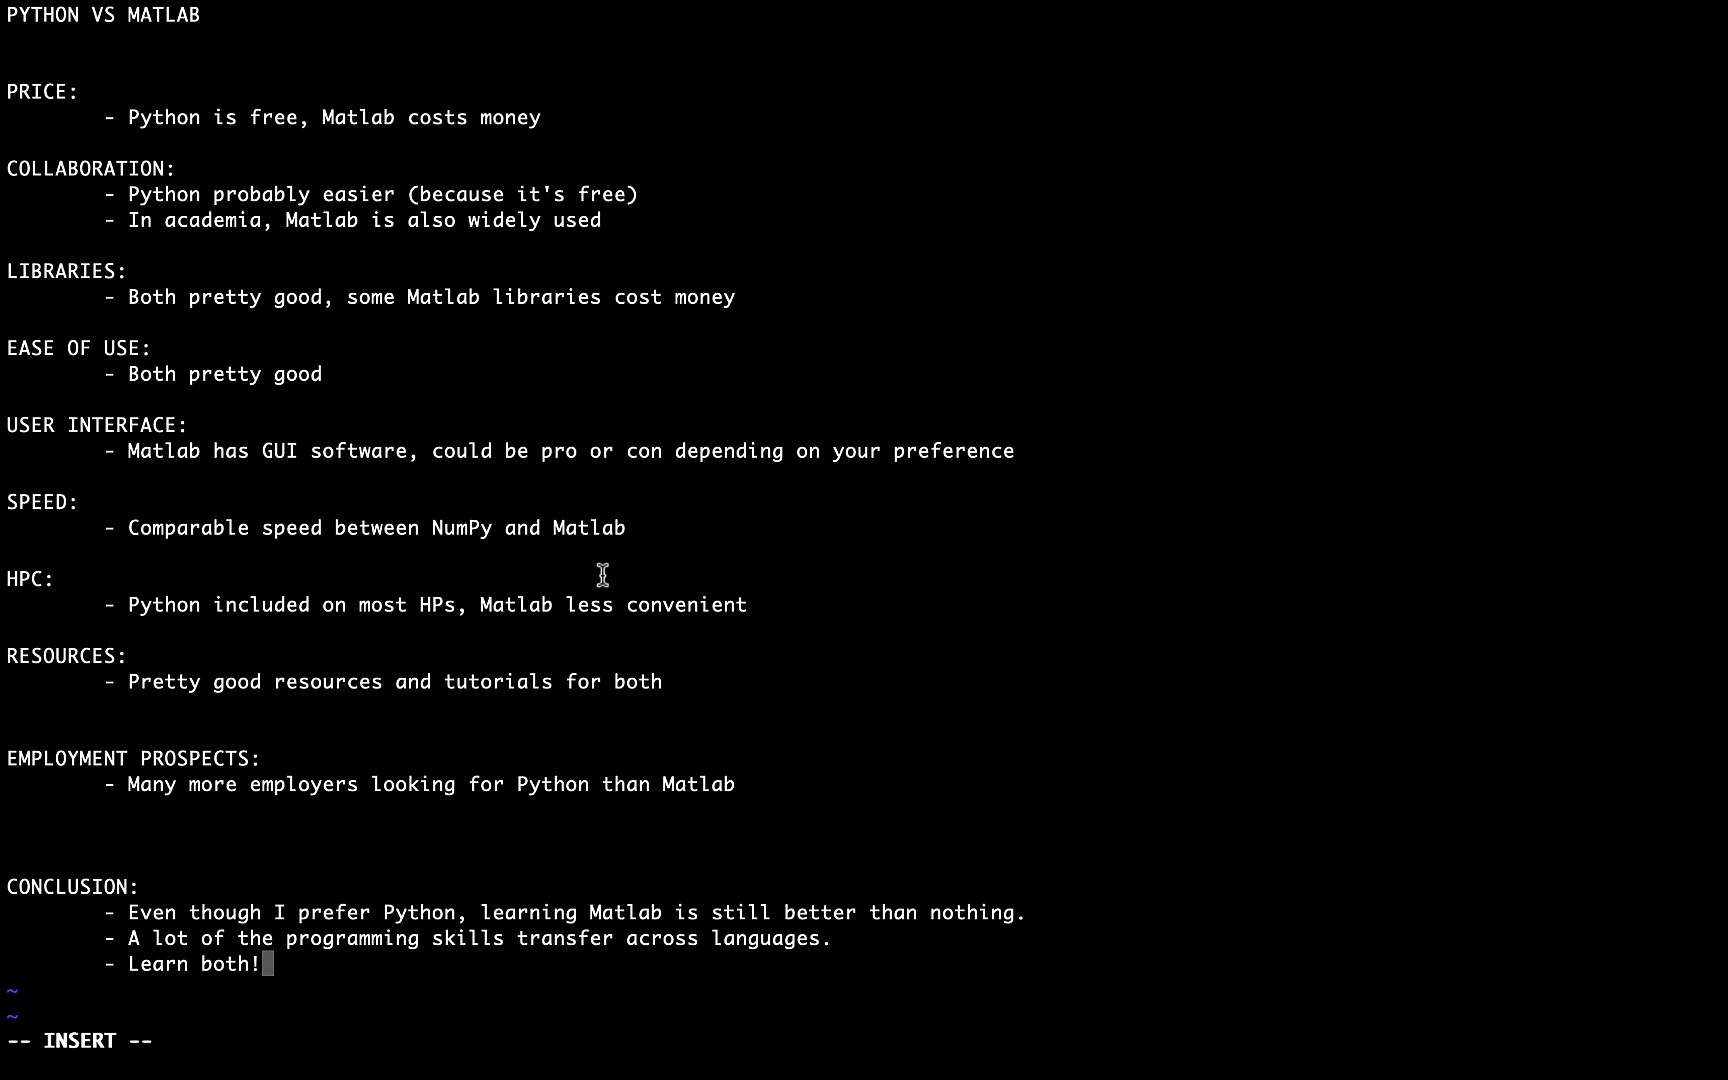 PYTHON VS MATLAB
PRICE:
- Python is free, Matlab costs money
COLLABORATION:
- Python probably easier (because it's free)
- In academia, Matlab is also widely used
LIBRARIES:
- Both pretty good, some Matlab libraries cost money
EASE OF USE:
- Both pretty good
USER INTERFACE:
- Matlab has GUI software, could be pro or con depending on your preference
SPEED:
- Comparable speed between NumPy and Matlab
HPC:
- Python included on most HPs, Matlab less convenient
RESOURCES:
- Pretty good resources and tutorials for both
EMPLOYMENT PROSPECTS:
- Many more employers looking for Python than Matlab
CONCLUSION:
- Even though I prefer Python, learning Matlab is still better than nothing.
- A lot of the programming skills transfer across languages.
- Learn both!
~
~
-- INSERT --